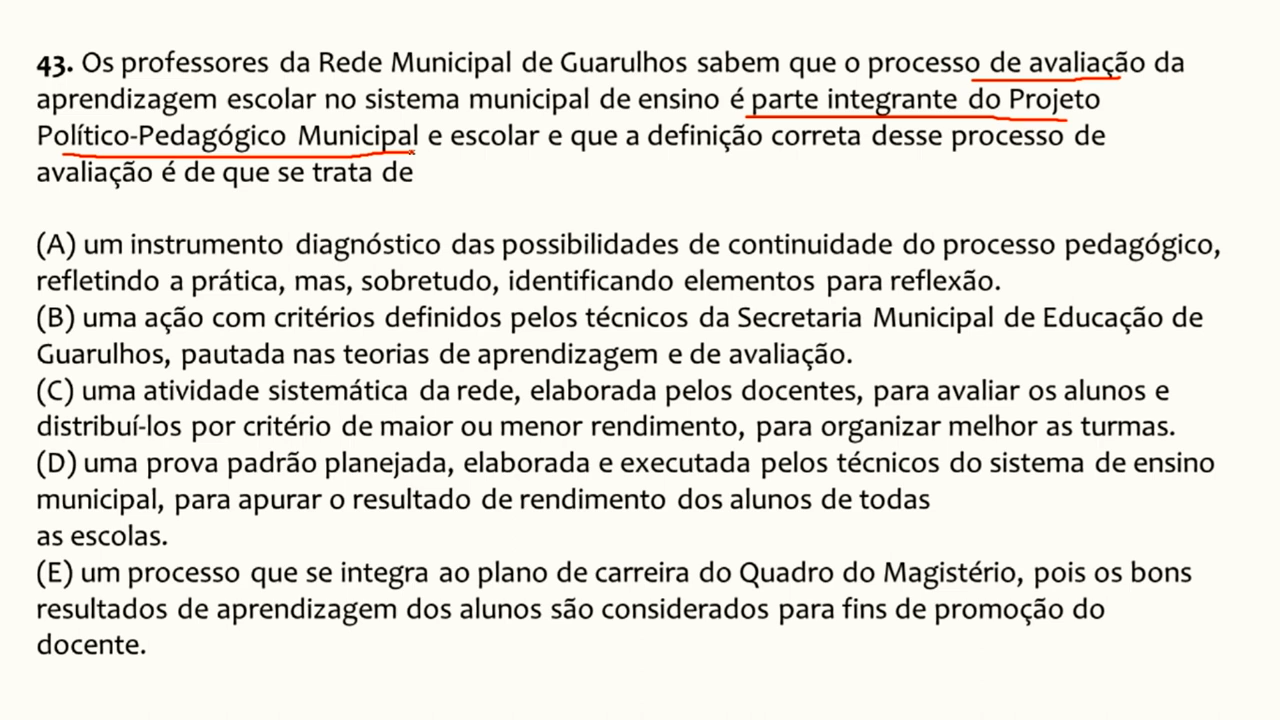 43. Os professores da Rede Municipal de Guarulhos sabem que o processo de avaliação da
aprendizagem escolar no sistema municipal de ensino é parte integrante do Projeto
Político-Pedagógico Municipal e escolar e que a definição correta desse processo de
avaliação é de que se trata de
(A) um instrumento diagnóstico das possibilidades de continuidade do processo pedagógico,
refletindo a prática, mas, sobretudo, identificando elementos para reflexão.
(B) uma ação com critérios definidos pelos técnicos da Secretaria Municipal de Educação de
Guarulhos, pautada nas teorias de aprendizagem e de avaliação.
(C) uma atividade sistemática da rede, elaborada pelos docentes, para avaliar os alunos e
distribuí-los por critério de maior ou menor rendimento, para organizar melhor as turmas.
(D) uma prova padrão planejada, elaborada e executada pelos técnicos do sistema de ensino
municipal, para apurar o resultado de rendimento dos alunos de todas
as escolas.
(E) um processo que se integra ao plano de carreira do Quadro do Magistério, pois os bons
resultados de aprendizagem dos alunos são considerados para fins de promoção do
docente.